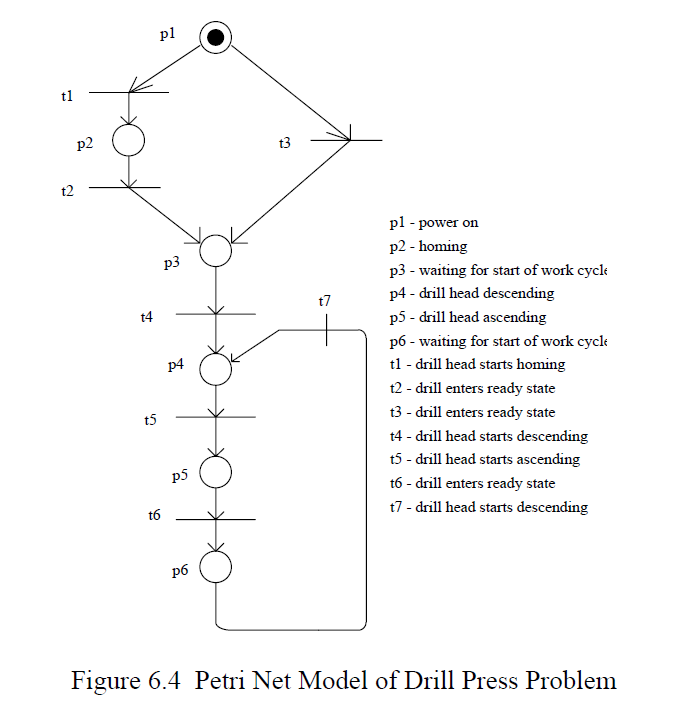 p1
t1
p2
t3
t2
p3
t7
t4
p4
t5
p5
t6
p6
p1 - power on
p2 - homing
p3 - waiting for start of work cycle
p4 - drill head descending
p5 - drill head ascending
p6 - waiting for start of work cycle
t1 - drill head starts homing
t2 - drill enters ready state
t3 - drill enters ready state
t4 - drill head starts descending
t5 - drill head starts ascending
t6 - drill enters ready state
t7 - drill head starts descending
Figure 6.4 Petri Net Model of Drill Press Problem